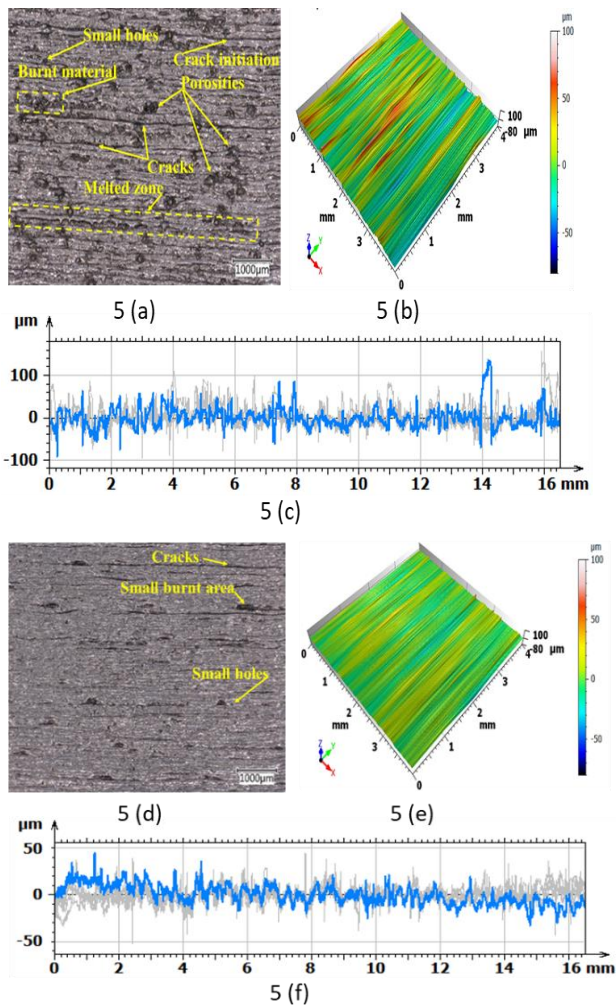 Small holes
Crack initiation
Burnt material
Porosities
Cracks
Melted zone
1000µm
5 (a)
µm
100
50
0
-50
100
-80 µm
0
1
2
3
mm
0
1
2
3
4
mm
Z
Y
X
5 (b)
µm
100
0
-100
0 2 4 6 8 10 12 14 16 mm
5 (c)
Cracks
Small burnt area
Small holes
1000µm
5 (d)
µm
100
50
0
-50
100
-80 µm
0
1
2
3
mm
0
1
2
3
4
mm
Z
Y
X
5 (e)
µm
50
0
-50
0 2 4 6 8 10 12 14 16 mm
5 (f)